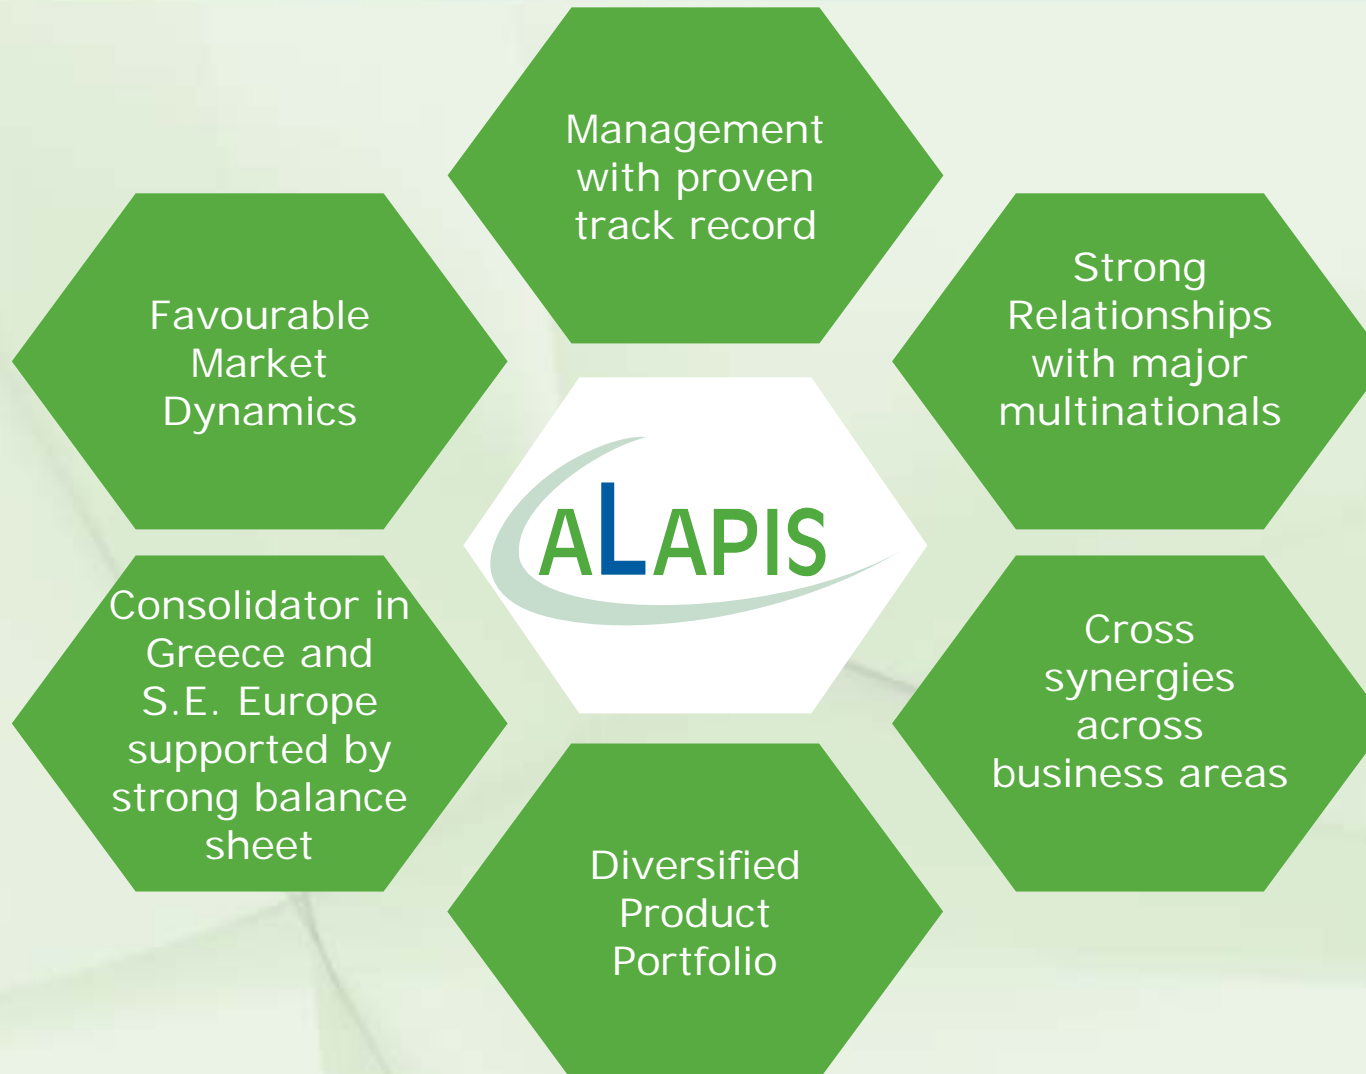 Management
with proven
track record
Strong
Relationships
with major
multinationals
Favourable
Market
Dynamics
ALAPIS
Consolidator in
Greece and
S.E. Europe
supported by
strong balance
sheet
Cross
synergies
across
business areas
Diversified
Product
Portfolio